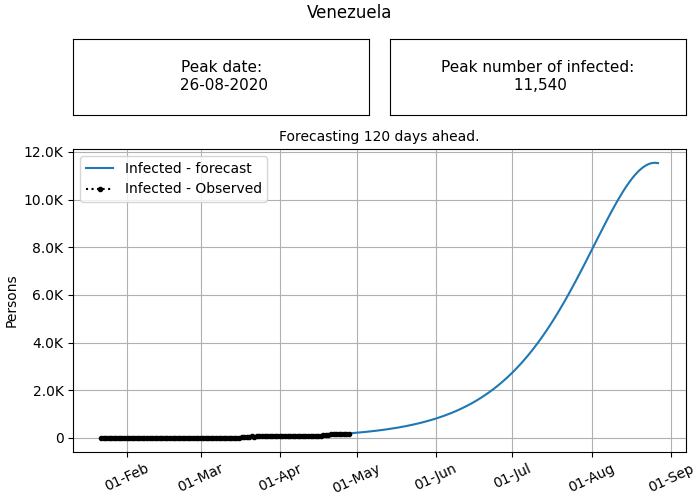 Venezuela
Peak date:
26-08-2020
Peak number of infected:
11,540
Forecasting 120 days ahead.
12.0K
10.0K
8.0K
6.0K
4.0K
2.0K
0
Persons
Infected - forecast
Infected - Observed
01-Feb
01-Mar
01-Apr
01-May
01-Jun
01-Jul
01-Aug
01-Sep